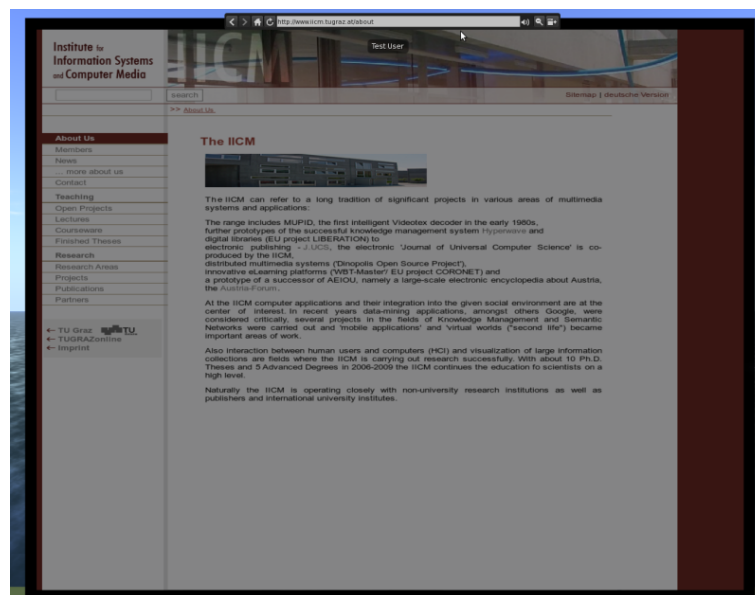 http://www.iicm.tugraz.at/about
Test User
Institute for
Information Systems
and Computer Media
IICM
search
Sitemap | deutsche Version
>> About Us
About Us
Members
News
... more about us
Contact
Teaching
Open Projects
Lectures
Courseware
Finished Theses
Research
Research Areas
Projects
Publications
Partners
← TU Graz TU
← TUGRAZonline
← Imprint
The IICM
The IICM can refer to a long tradition of significant projects in various areas of multimedia
systems and applications:
The range includes MUPID, the first intelligent Videotex decoder in the early 1980s,
further prototypes of the successful knowledge management system Hyperwave and
digital libraries (EU project LIBERATION) to
electronic publishing - J.UCS, the electronic 'Journal of Universal Computer Science' is co-
produced by the IICM,
distributed multimedia systems ('Dinopolis Open Source Project'),
innovative eLearning platforms ('WBT-Master'/ EU project CORONET) and
a prototype of a successor of AEIOU, namely a large-scale electronic encyclopedia about Austria,
the Austria-Forum.
At the IICM computer applications and their integration into the given social environment are at the
center of interest. In recent years data-mining applications, amongst others Google, were
considered critically, several projects in the fields of Knowledge Management and Semantic
Networks were carried out and 'mobile applications' and 'virtual worlds ("second life") became
important areas of work.
Also interaction between human users and computers (HCI) and visualization of large information
collections are fields where the IICM is carrying out research successfully. With about 10 Ph.D.
Theses and 5 Advanced Degrees in 2006-2009 the IICM continues the education fo scientists on a
high level.
Naturally the IICM is operating closely with non-university research institutions as well as
publishers and international university institutes.